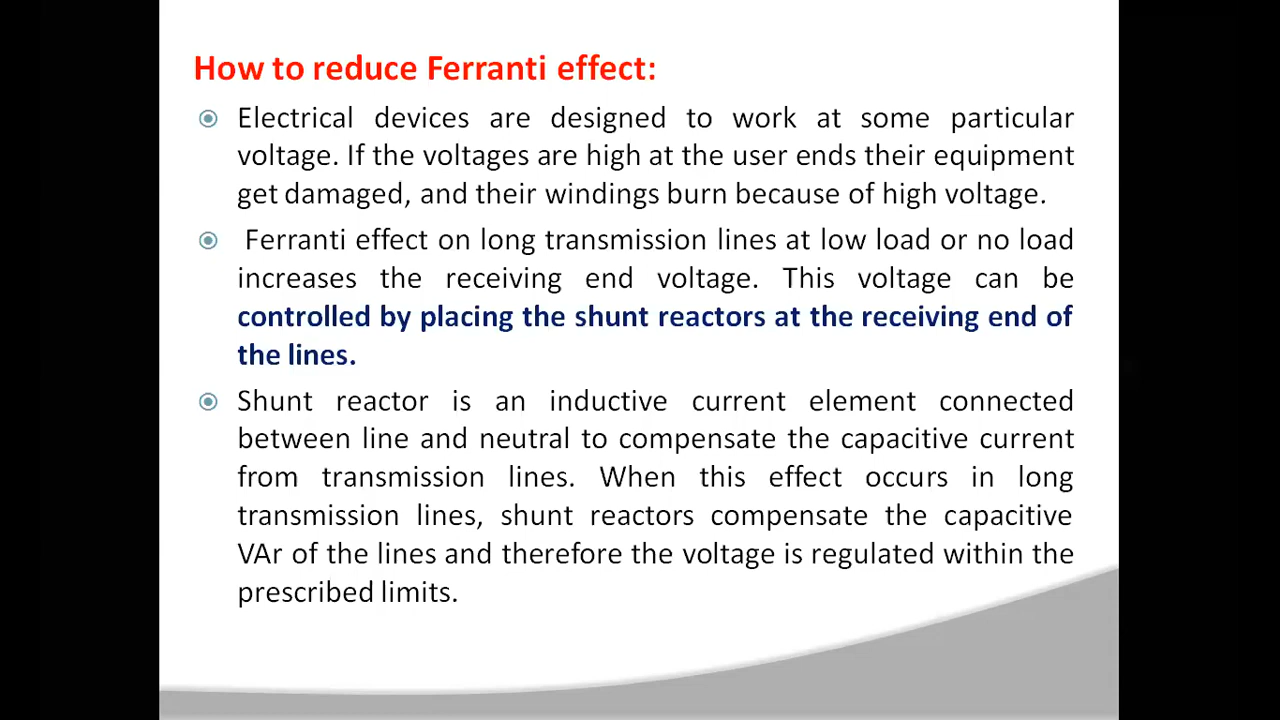 How to reduce Ferranti effect:
Electrical devices are designed to work at some particular
voltage. If the voltages are high at the user ends their equipment
get damaged, and their windings burn because of high voltage.
Ferranti effect on long transmission lines at low load or no load
increases the receiving end voltage. This voltage can be
controlled by placing the shunt reactors at the receiving end of
the lines.
Shunt reactor is an inductive current element connected
between line and neutral to compensate the capacitive current
from transmission lines. When this effect occurs in long
transmission lines, shunt reactors compensate the capacitive
VAr of the lines and therefore the voltage is regulated within the
prescribed limits.